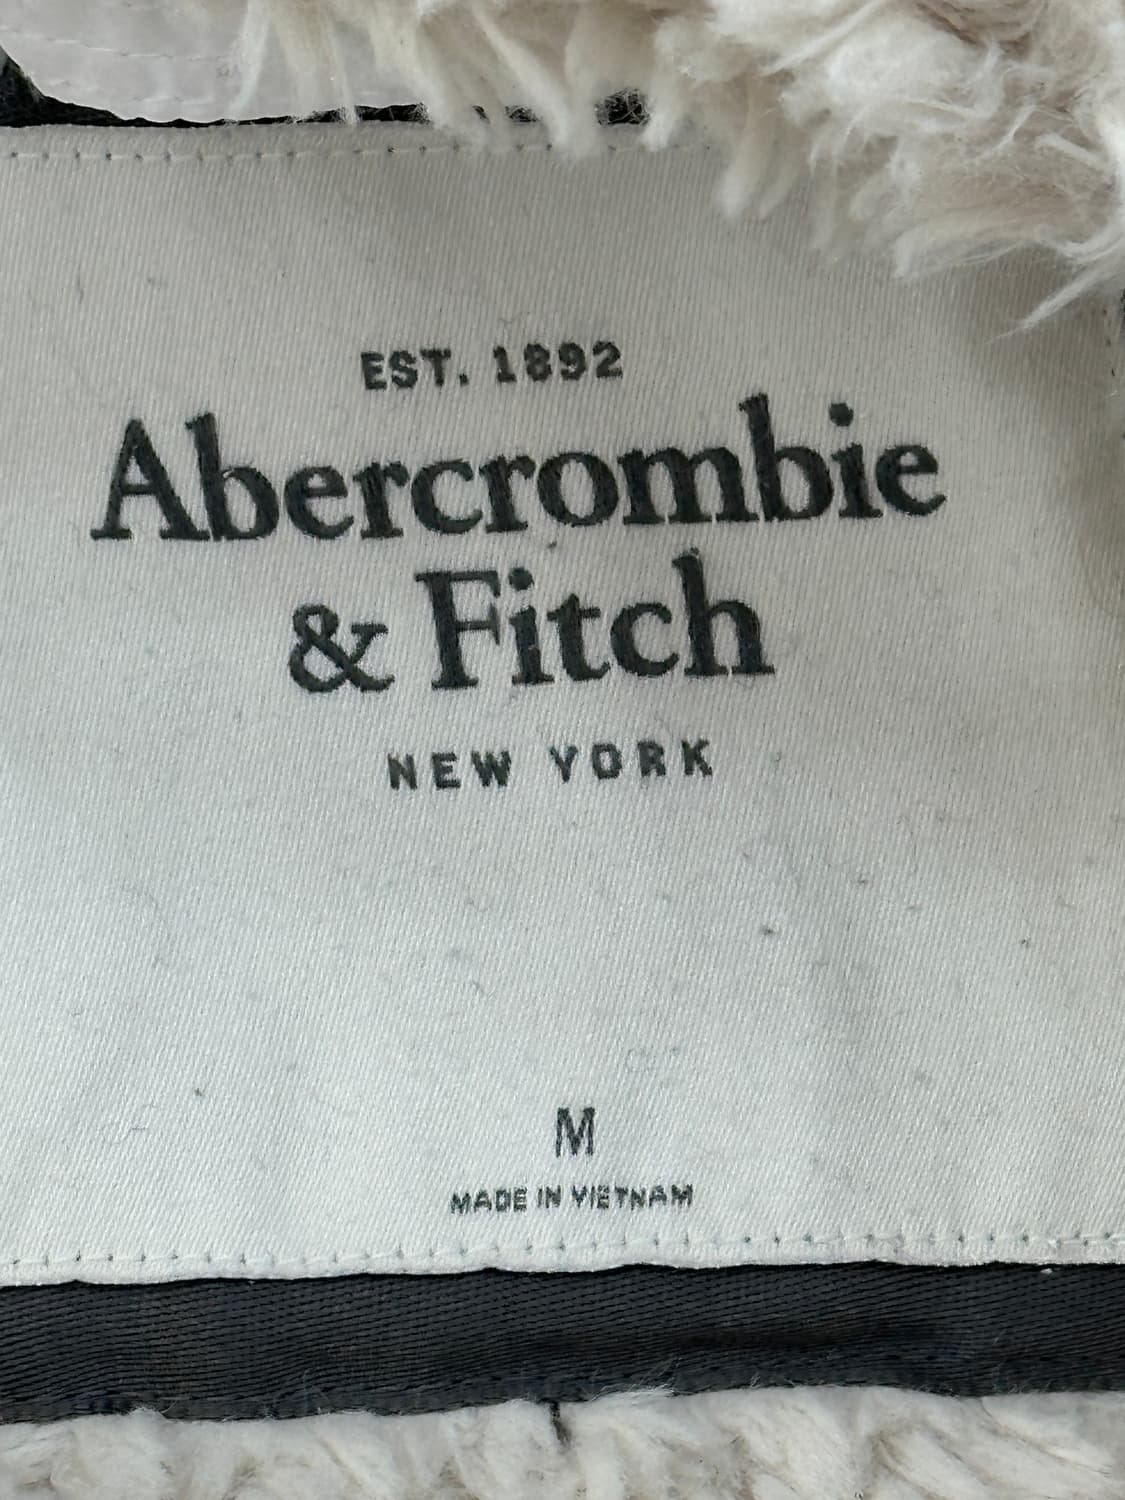 EST. 1892
Abercrombie
& Fitch
NEW YORK
M
MADE IN VIETNAM